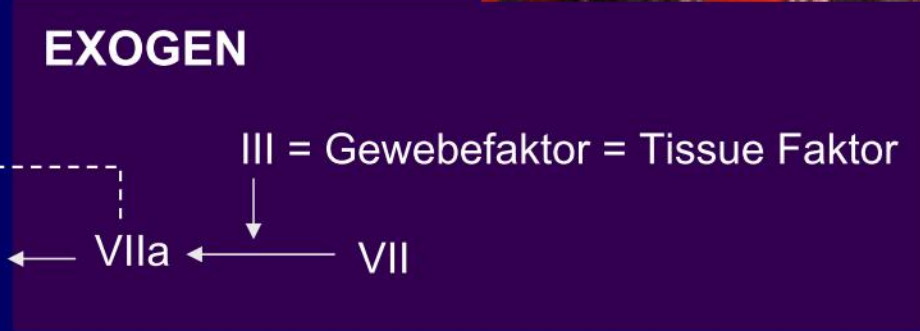 EXOGEN
III = Gewebefaktor = Tissue Faktor
VIIa VII